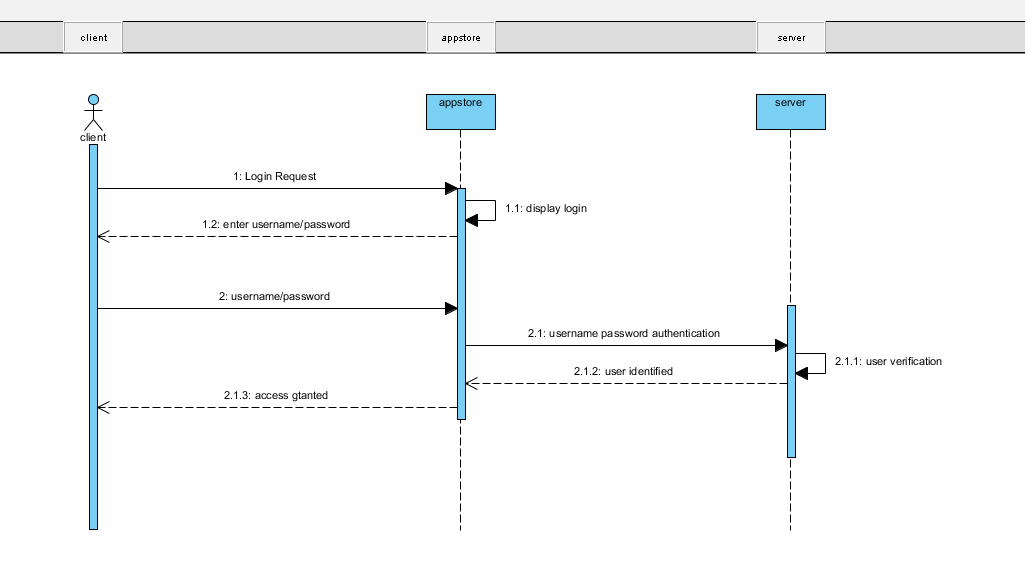 client
appstore
server
appstore
server
client
1: Login Request
1.1: display login
1.2: enter username/password
2: username/password
2.1: username password authentication
2.1.1: user verification
2.1.2: user identified
2.1.3: access gtanted